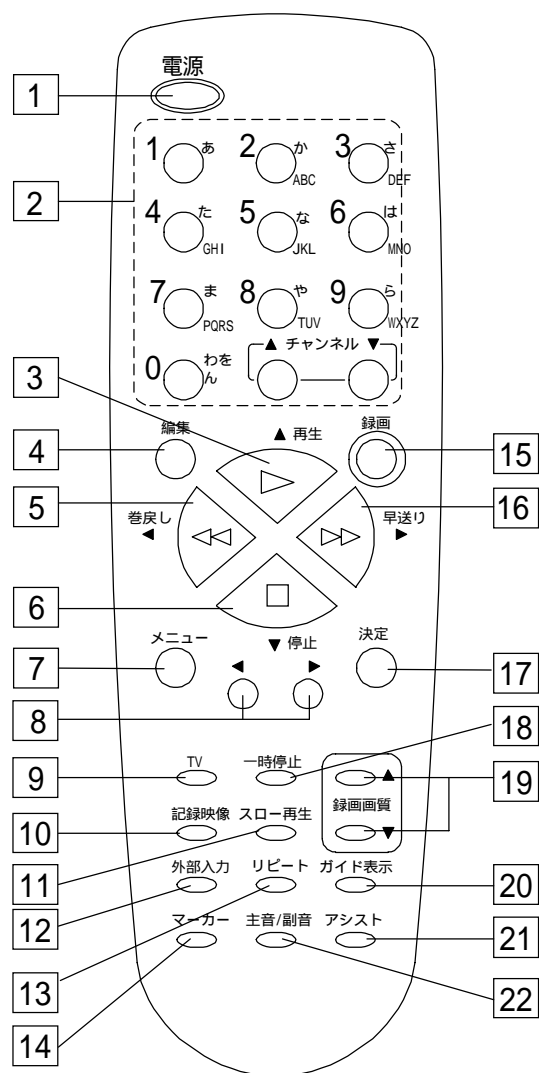 電源
1
1 あ 2 か ABC 3 さ DEF
2
4 た GHI 5 な JKL 6 は MNO
7 ま PQRS 8 や TUV 9 ら WXYZ
▲ チャンネル ▼
0 わを
ん
3
4 編集 ▲ 再生 録画 15
5 16
巻戻し 早送り
◀ ▶
6
▼ 停止
メニュー 決定
7 ◀ ▶ 17
8 18
9 TV 一時停止 ▲ 19
録画画質
10 記録映像 スロー再生 ▼
11
外部入力 リピート ガイド表示 20
12
マーカー 主音/副音 アシスト 21
13 22
14